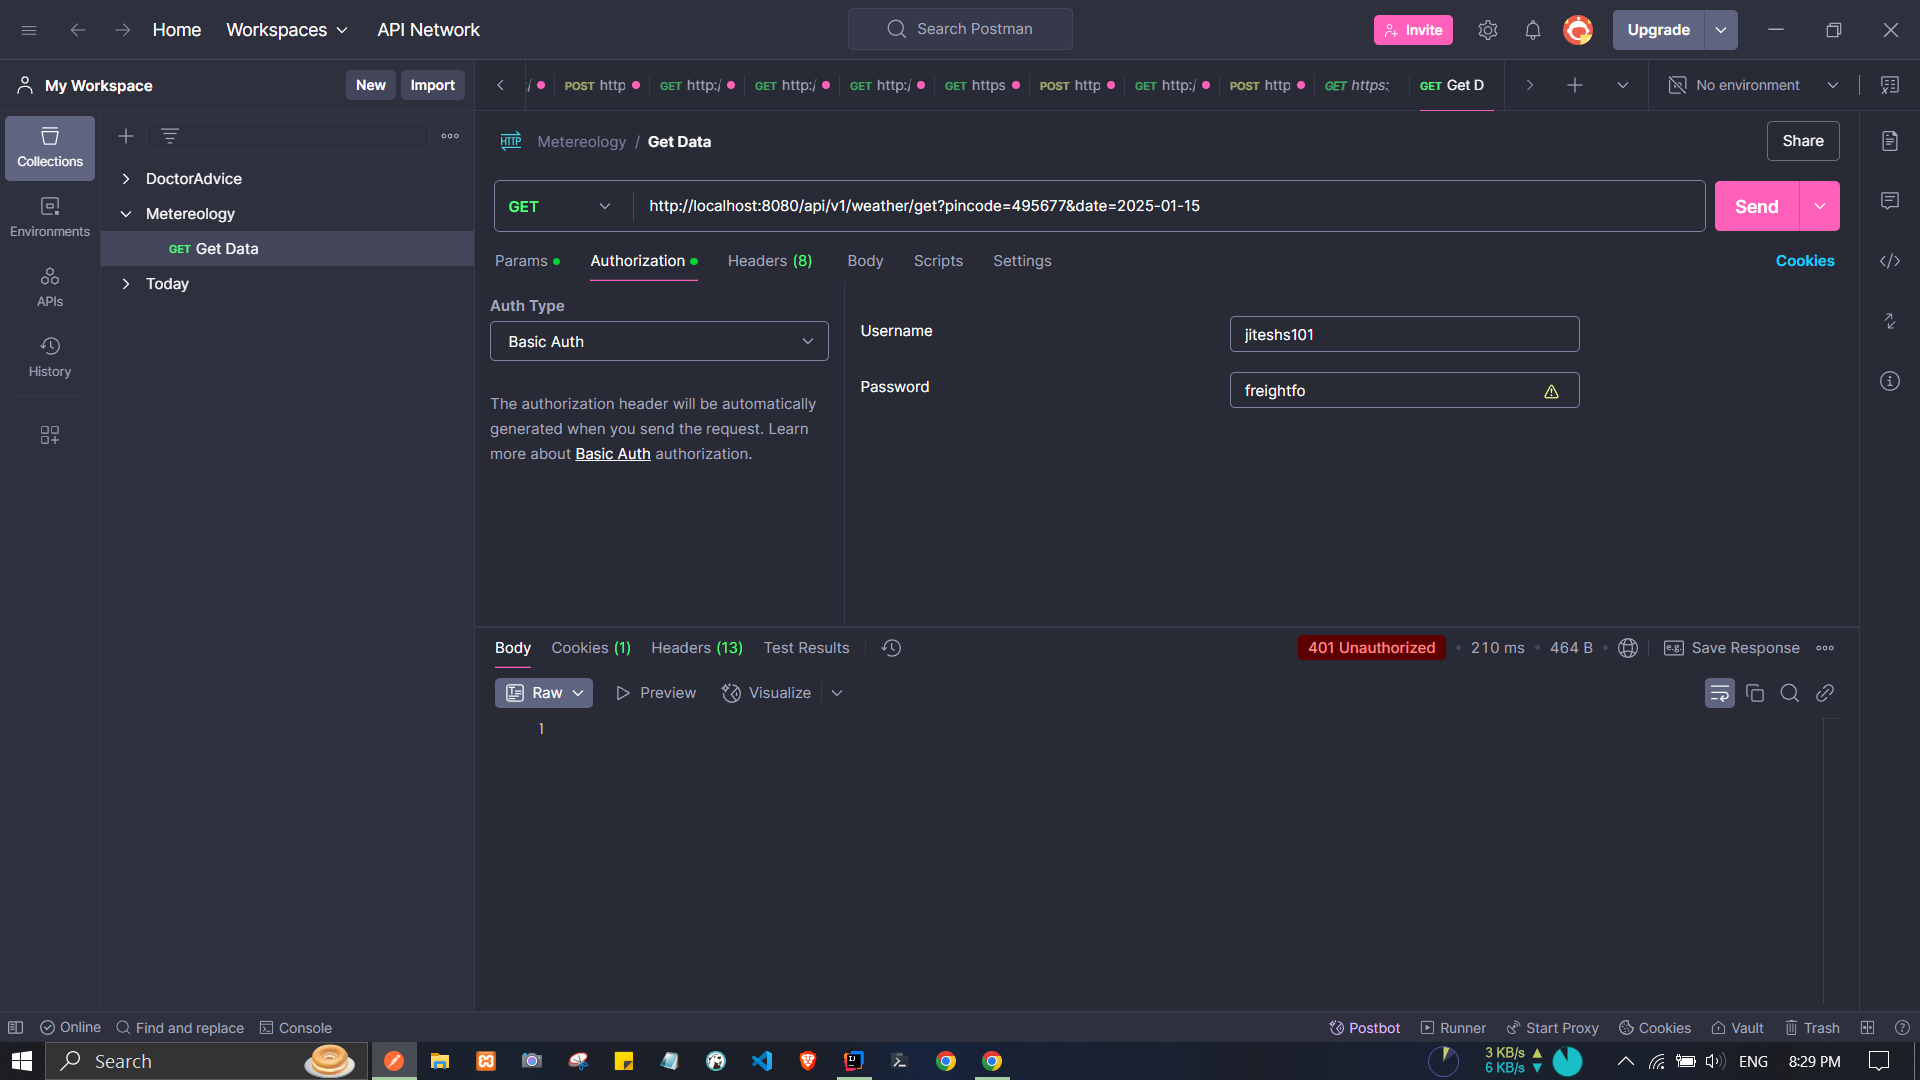 Home Workspaces API Network Search Postman Invite Upgrade
My Workspace New Import
/ POST http GET http:/ GET http:/ GET http:/ GET https POST http GET http:/ POST http GET https: GET Get D No environment
Collections
Environments
APIs
History
DoctorAdvice
Metereology
GET Get Data
Today
HTTP Metereology / Get Data Share
GET http://localhost:8080/api/v1/weather/get?pincode=495677&date=2025-01-15 Send
Params Authorization Headers (8) Body Scripts Settings Cookies
Auth Type
Basic Auth
The authorization header will be automatically
generated when you send the request. Learn
more about Basic Auth authorization.
Username jiteshs101
Password freightfo
Body Cookies (1) Headers (13) Test Results 401 Unauthorized • 210 ms • 464 B • e.g. Save Response
Raw Preview Visualize
1
Online Find and replace Console Postbot Runner Start Proxy Cookies Vault Trash
Search 3 KB/s 6 KB/s ENG 8:29 PM